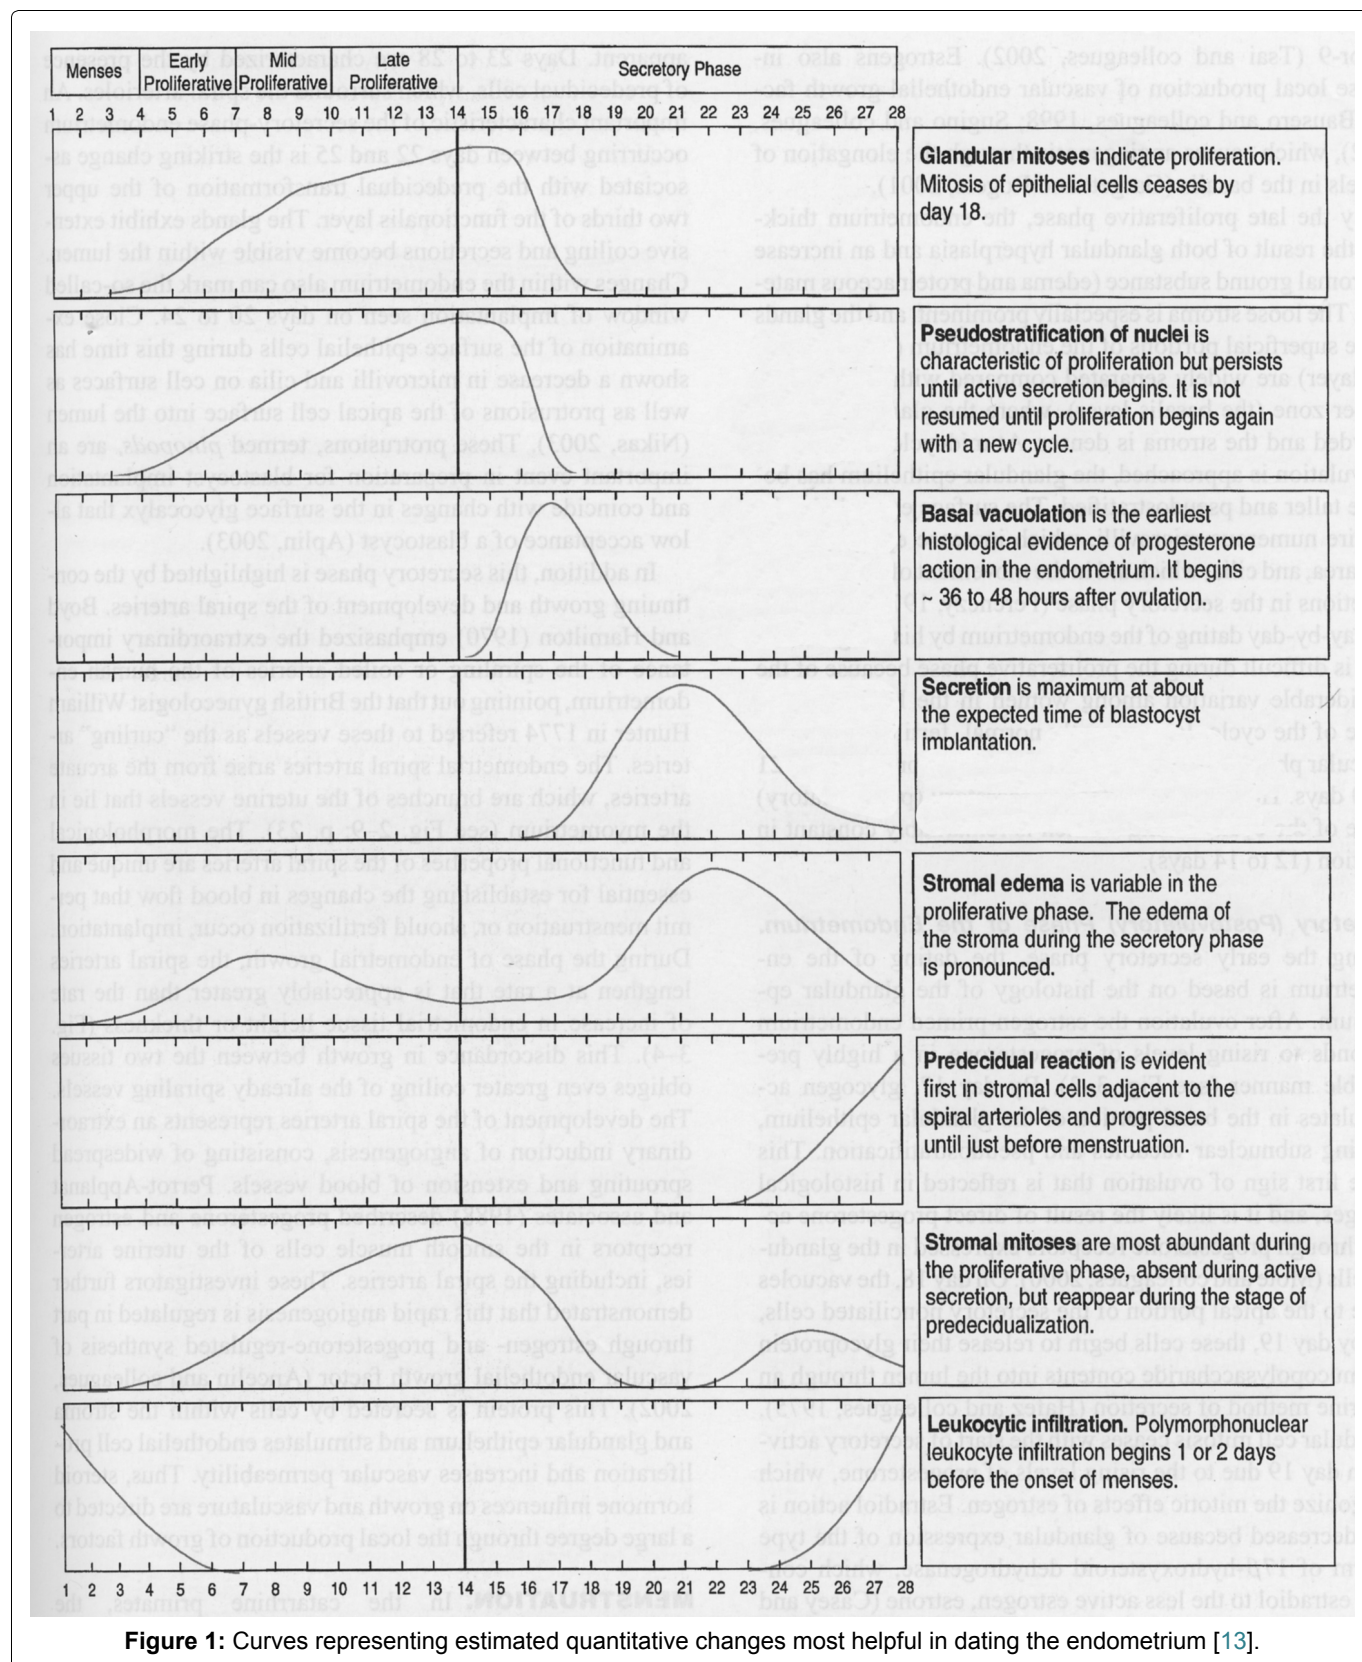 Menses
Early
Proliferative
Mid
Proliferative
Late
Proliferative
Secretory Phase
1 2 3 4 5 6 7 8 9 10 11 12 13 14 15 16 17 18 19 20 21 22 23 24 25 26 27 28
Glandular mitoses indicate proliferation.
Mitosis of epithelial cells ceases by
day 18.
Pseudostratification of nuclei is
characteristic of proliferation but persists
until active secretion begins. It is not
resumed until proliferation begins again
with a new cycle.
Basal vacuolation is the earliest
histological evidence of progesterone
action in the endometrium. It begins
~ 36 to 48 hours after ovulation.
Secretion is maximum at about
the expected time of blastocyst
implantation.
Stromal edema is variable in the
proliferative phase. The edema of
the stroma during the secretory phase
is pronounced.
Predecidual reaction is evident
first in stromal cells adjacent to the
spiral arterioles and progresses
until just before menstruation.
Stromal mitoses are most abundant during
the proliferative phase, absent during active
secretion, but reappear during the stage of
predecidualization
Leukocytic infiltration. Polymorphonuclear
leukocyte infiltration begins 1 or 2 days
before the onset of menses.
1 2 3 4 5 6 7 8 9 10 11 12 13 14 15 16 17 18 19 20 21 22 23 24 25 26 27 28
Figure 1: Curves representing estimated quantitative changes most helpful in dating the endometrium [13].